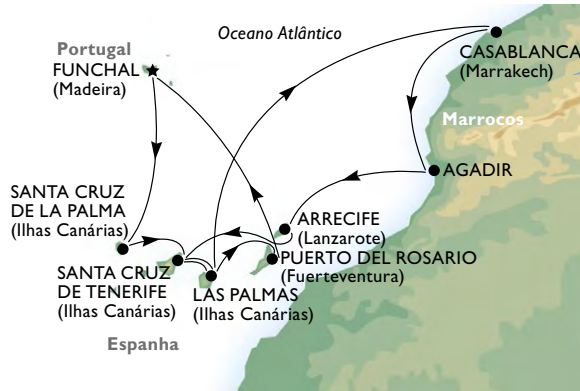 Oceano Atlântico
Portugal
FUNCHAL
(Madeira)
CASABLANCA
(Marrakech)
Marrocos
AGADIR
SANTA CRUZ
DE LA PALMA
(Ilhas Canárias)
ARRECIFE
(Lanzarote)
PUERTO DEL ROSARIO
(Fuerteventura)
SANTA CRUZ
DE TENERIFE
(Ilhas Canárias)
LAS PALMAS
(Ilhas Canárias)
Espanha